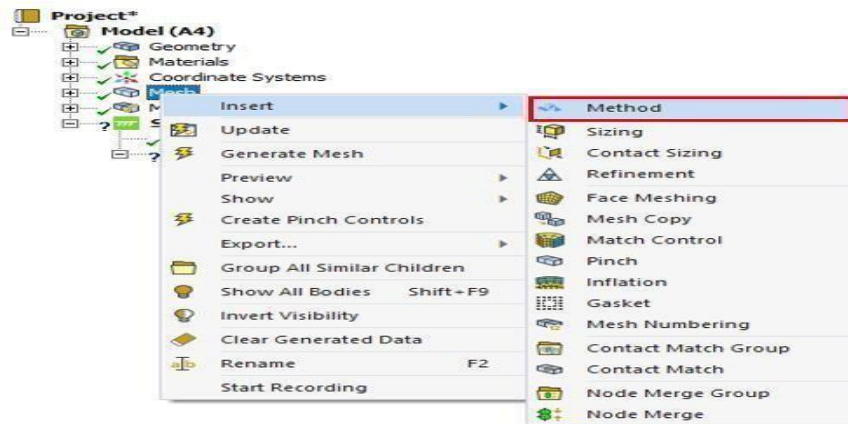 Project*
Model (A4)
Geometry
Materials
Coordinate Systems
Mesh
M
S
Insert
Update
Generate Mesh
Preview
Show
Create Pinch Controls
Export...
Group All Similar Children
Show All Bodies Shift+F9
Invert Visibility
Clear Generated Data
Rename F2
Start Recording
Method
Sizing
Contact Sizing
Refinement
Face Meshing
Mesh Copy
Match Control
Pinch
Inflation
Gasket
Mesh Numbering
Contact Match Group
Contact Match
Node Merge Group
Node Merge